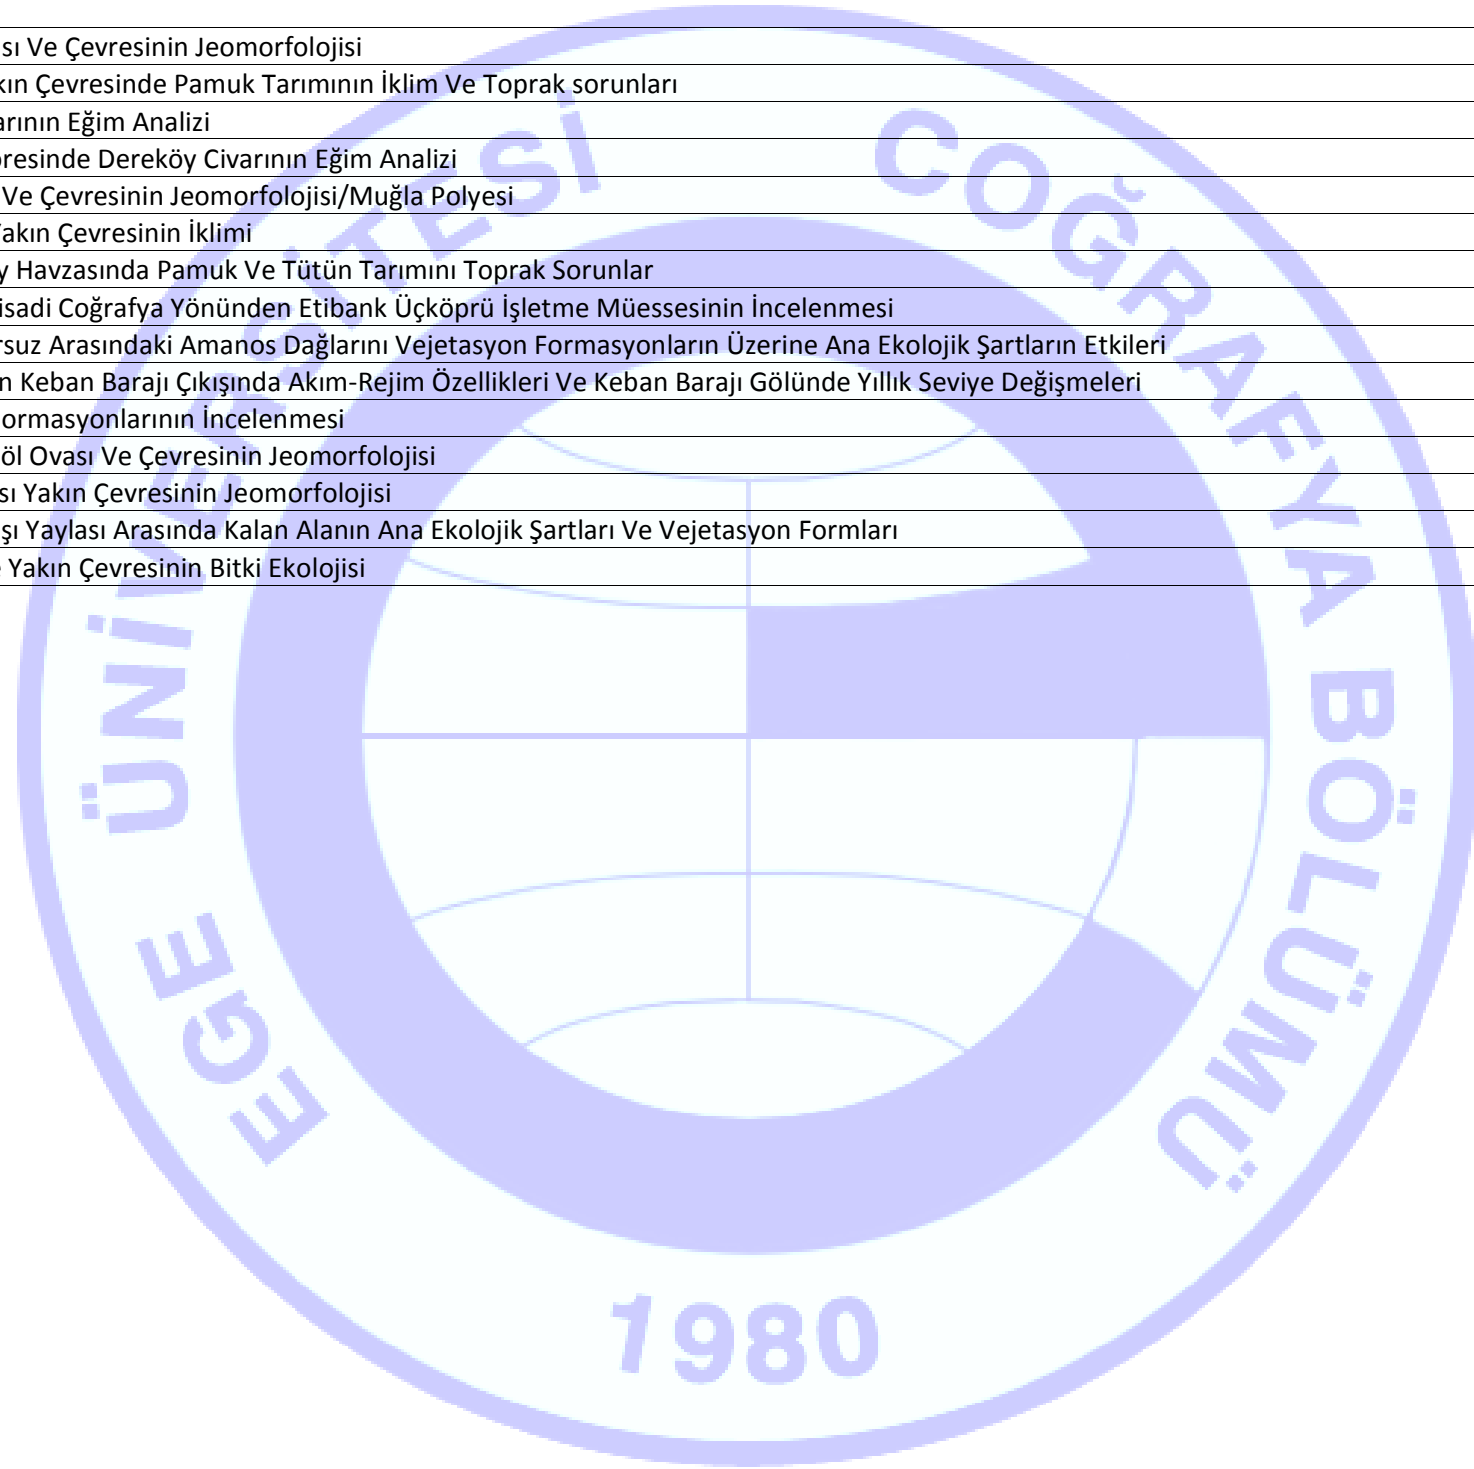 sı Ve Çevresinin Jeomorfolojisi
kın Çevresinde Pamuk Tarımının İklim Ve Toprak sorunları
arının Eğim Analizi
öresinde Dereköy Civarının Eğim Analizi
Ve Çevresinin Jeomorfolojisi/Muğla Polyesi
Yakın Çevresinin İklimi
y Havzasında Pamuk Ve Tütün Tarımını Toprak Sorunlar
isadi Coğrafya Yönünden Etibank Üçköprü İşletme Müessesinin İncelenmesi
rsuz Arasındaki Amanos Dağlarını Vejetasyon Formasyonların Üzerine Ana Ekolojik Şartların Etkileri
n Keban Barajı Çıkışında Akım-Rejim Özellikleri Ve Keban Barajı Gölünde Yıllık Seviye Değişmeleri
ormasyonlarının İncelenmesi
öl Ovası Ve Çevresinin Jeomorfolojisi
sı Yakın Çevresinin Jeomorfolojisi
şı Yaylası Arasında Kalan Alanın Ana Ekolojik Şartları Ve Vejetasyon Formları
e Yakın Çevresinin Bitki Ekolojisi
EGE ÜNİVERSİTESİ COĞRAFYA BÖLÜMÜ
1980